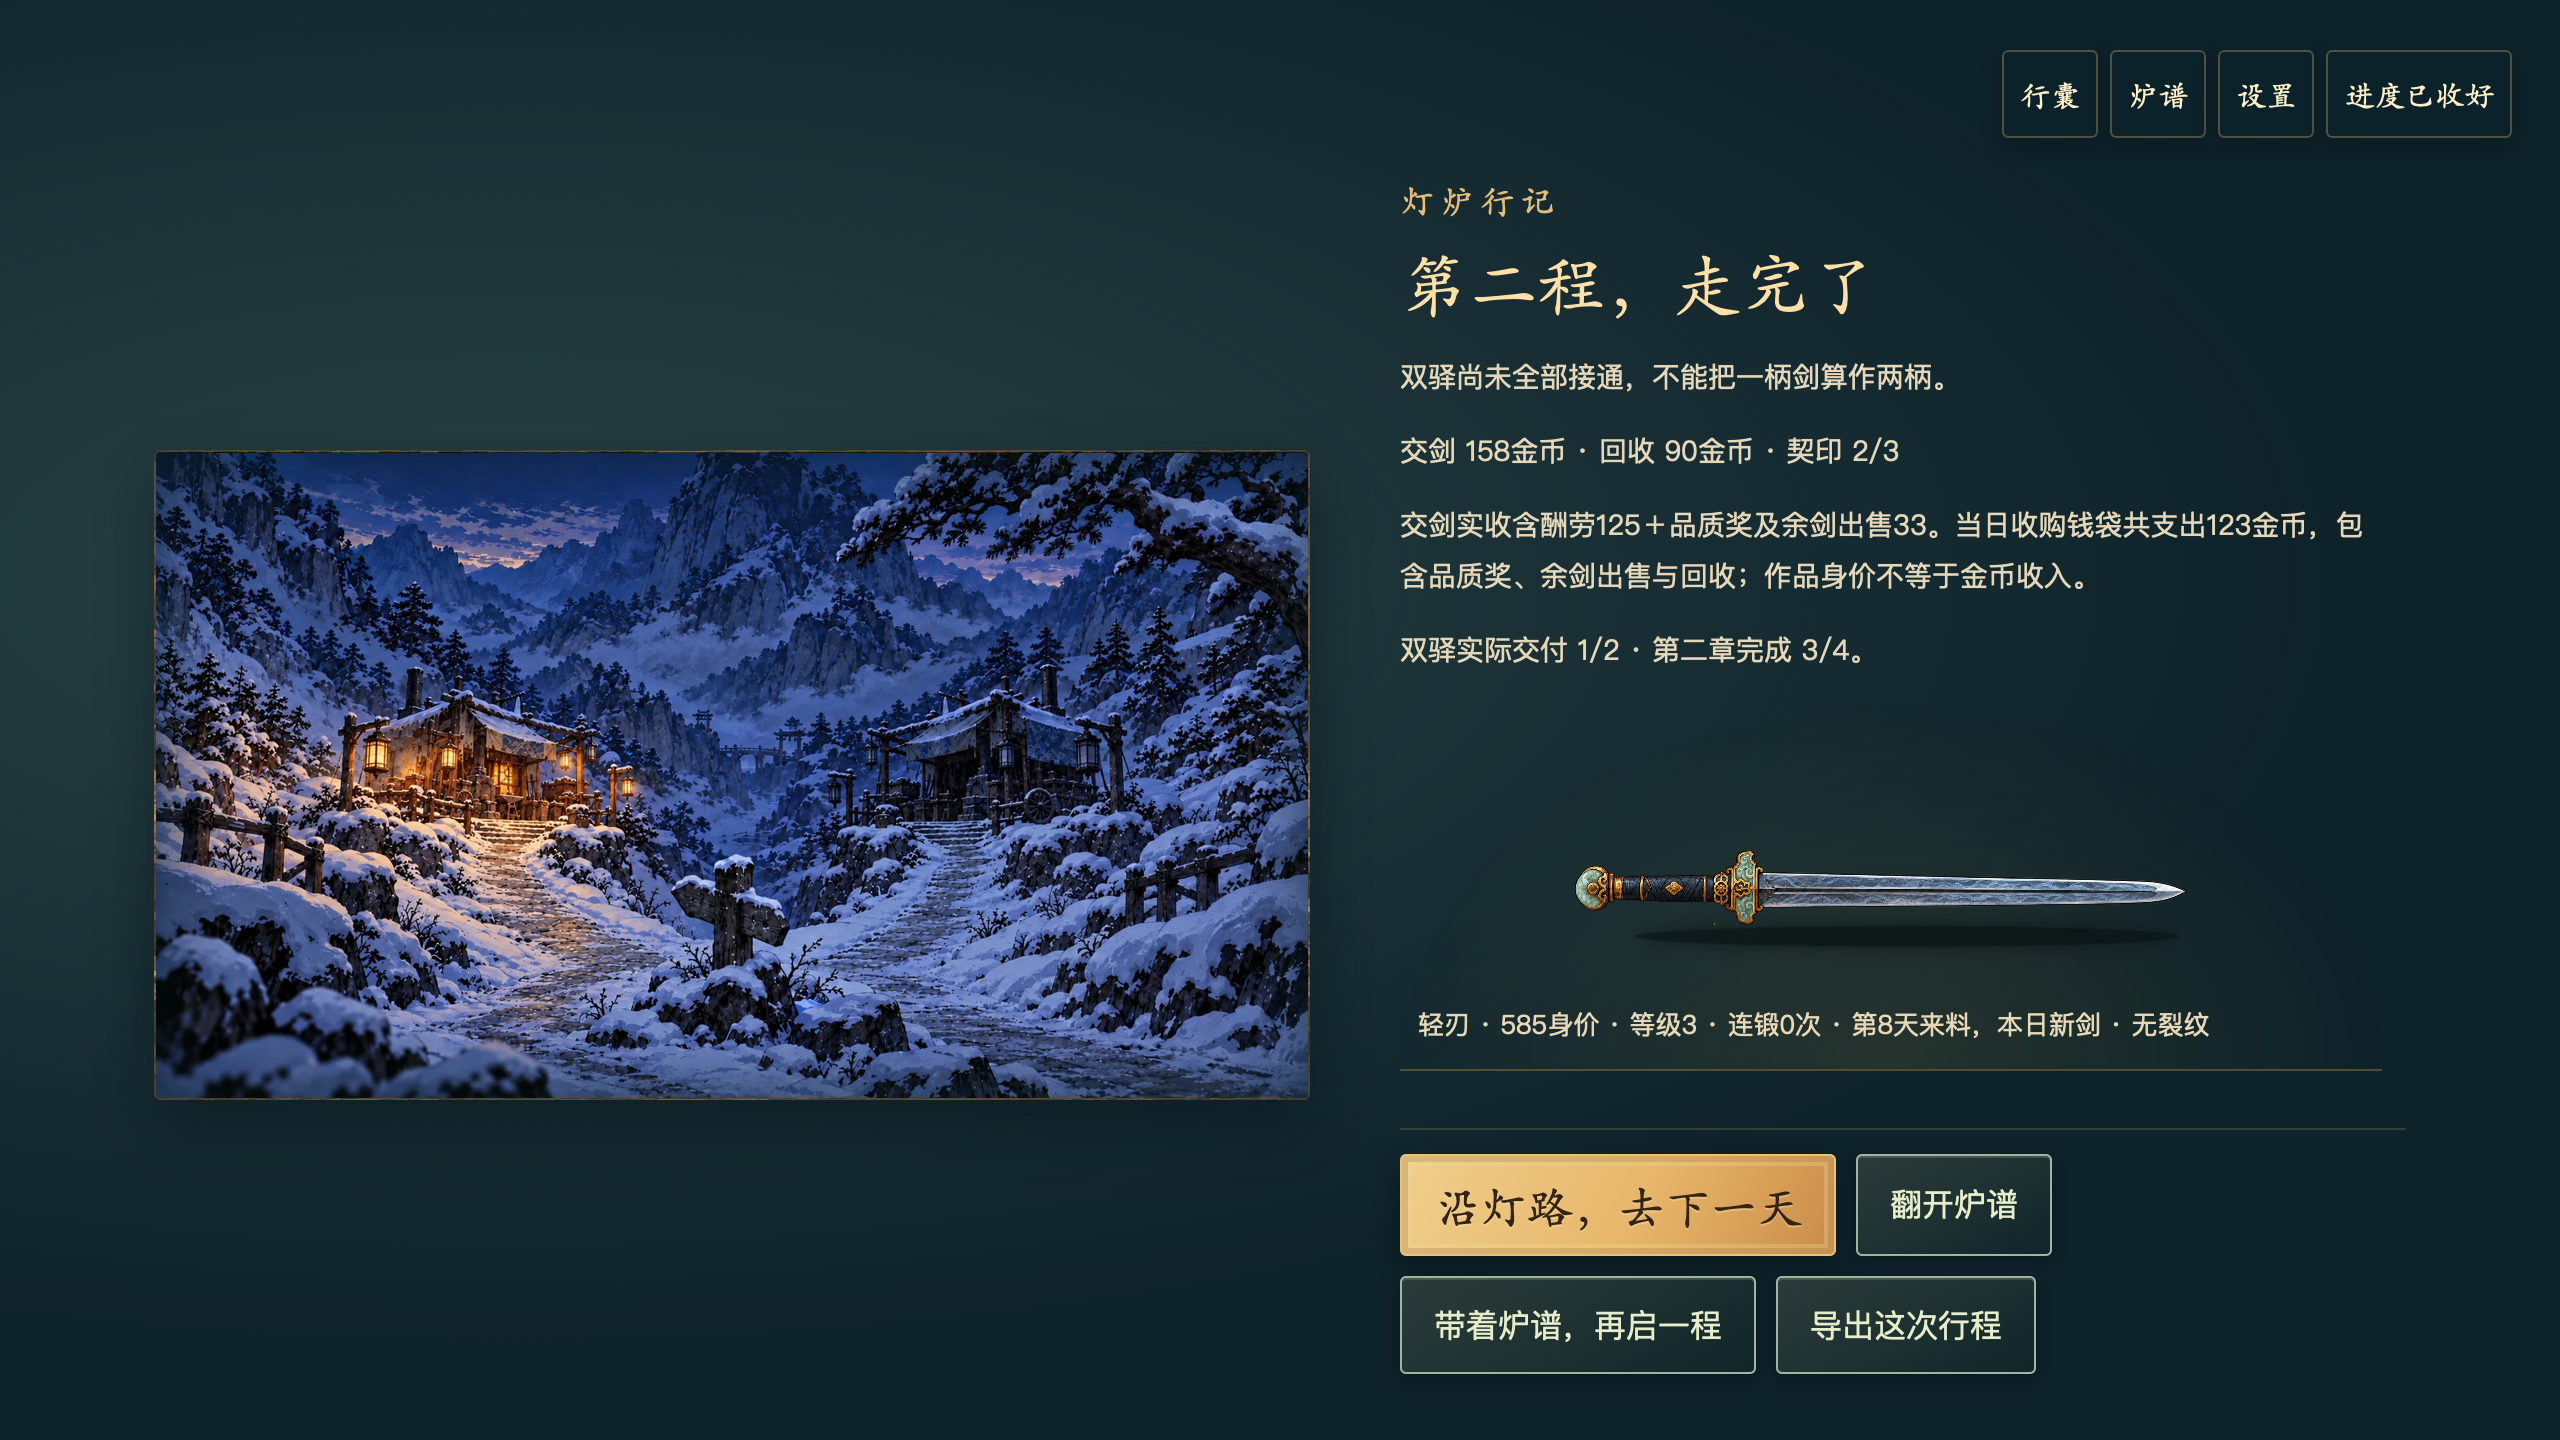 行囊
炉谱
设置
进度已收好
灯炉行记
第二程，走完了
双驿尚未全部接通，不能把一柄剑算作两柄。
交剑 158金币 · 回收 90金币 · 契印 2/3
交剑实收含酬劳125＋品质奖及余剑出售33。当日收购钱袋共支出123金币，包
含品质奖、余剑出售与回收；作品身价不等于金币收入。
双驿实际交付 1/2 · 第二章完成 3/4。
轻刃 · 585身价 · 等级3 · 连锻0次 · 第8天来料，本日新剑 · 无裂纹
沿灯路，去下一天
翻开炉谱
带着炉谱，再启一程
导出这次行程